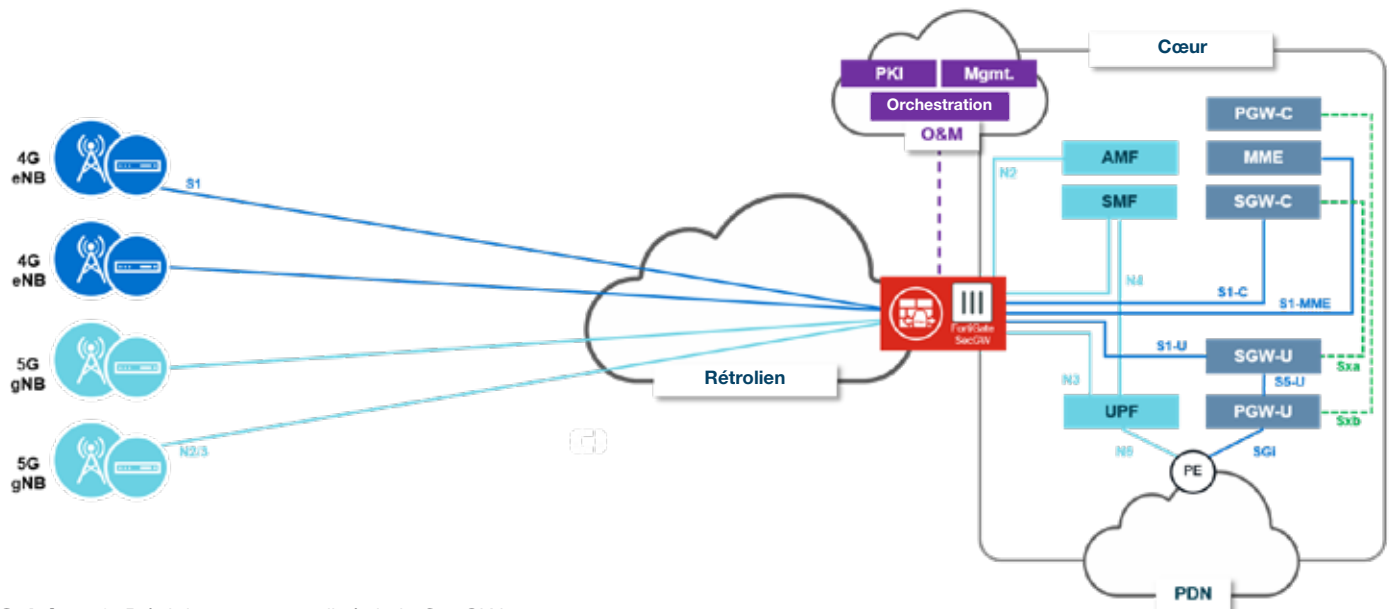 Cœur
PKI
Mgmt.
Orchestration
O&M
PGW-C
AMF
MME
SMF
SGW-C
N2
4G
eNB
S1
4G
eNB
N4
S1-C
S1-MME
FortiGate
SecGW
5G
gNB
Rétrolien
S1-U
SGW-U
Sxa
N3
S5-U
UPF
PGW-U
Sxb
5G
gNB
N2/3
N6
SGi
PE
PDN